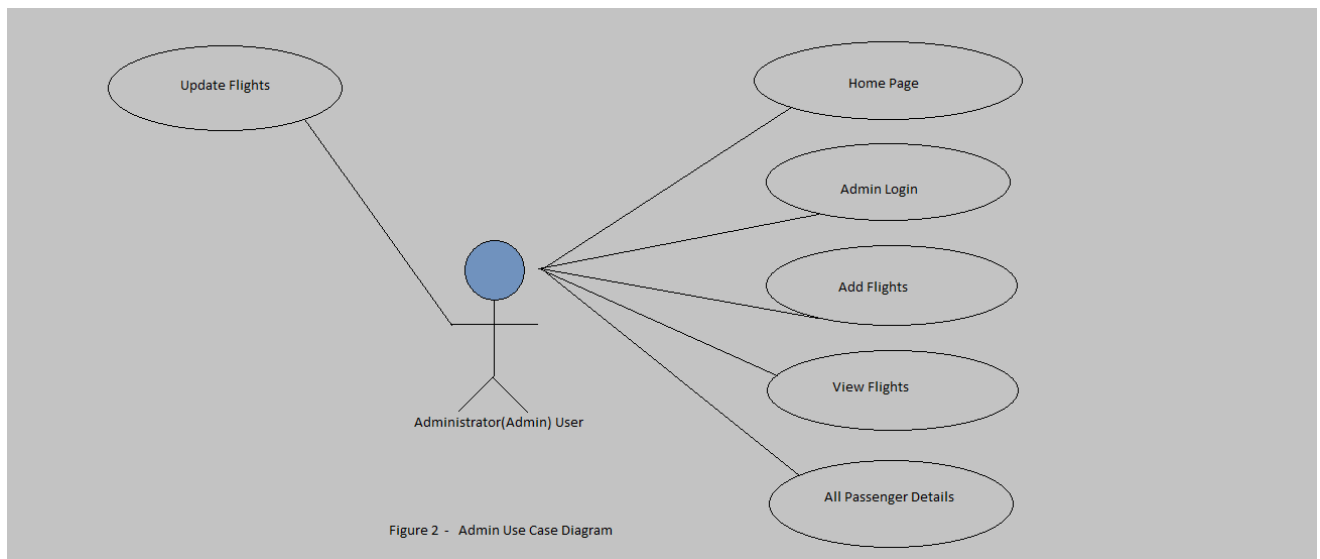 Update Flights
Home Page
Admin Login
Add Flights
View Flights
Administrator(Admin) User
All Passenger Details
Figure 2 - Admin Use Case Diagram